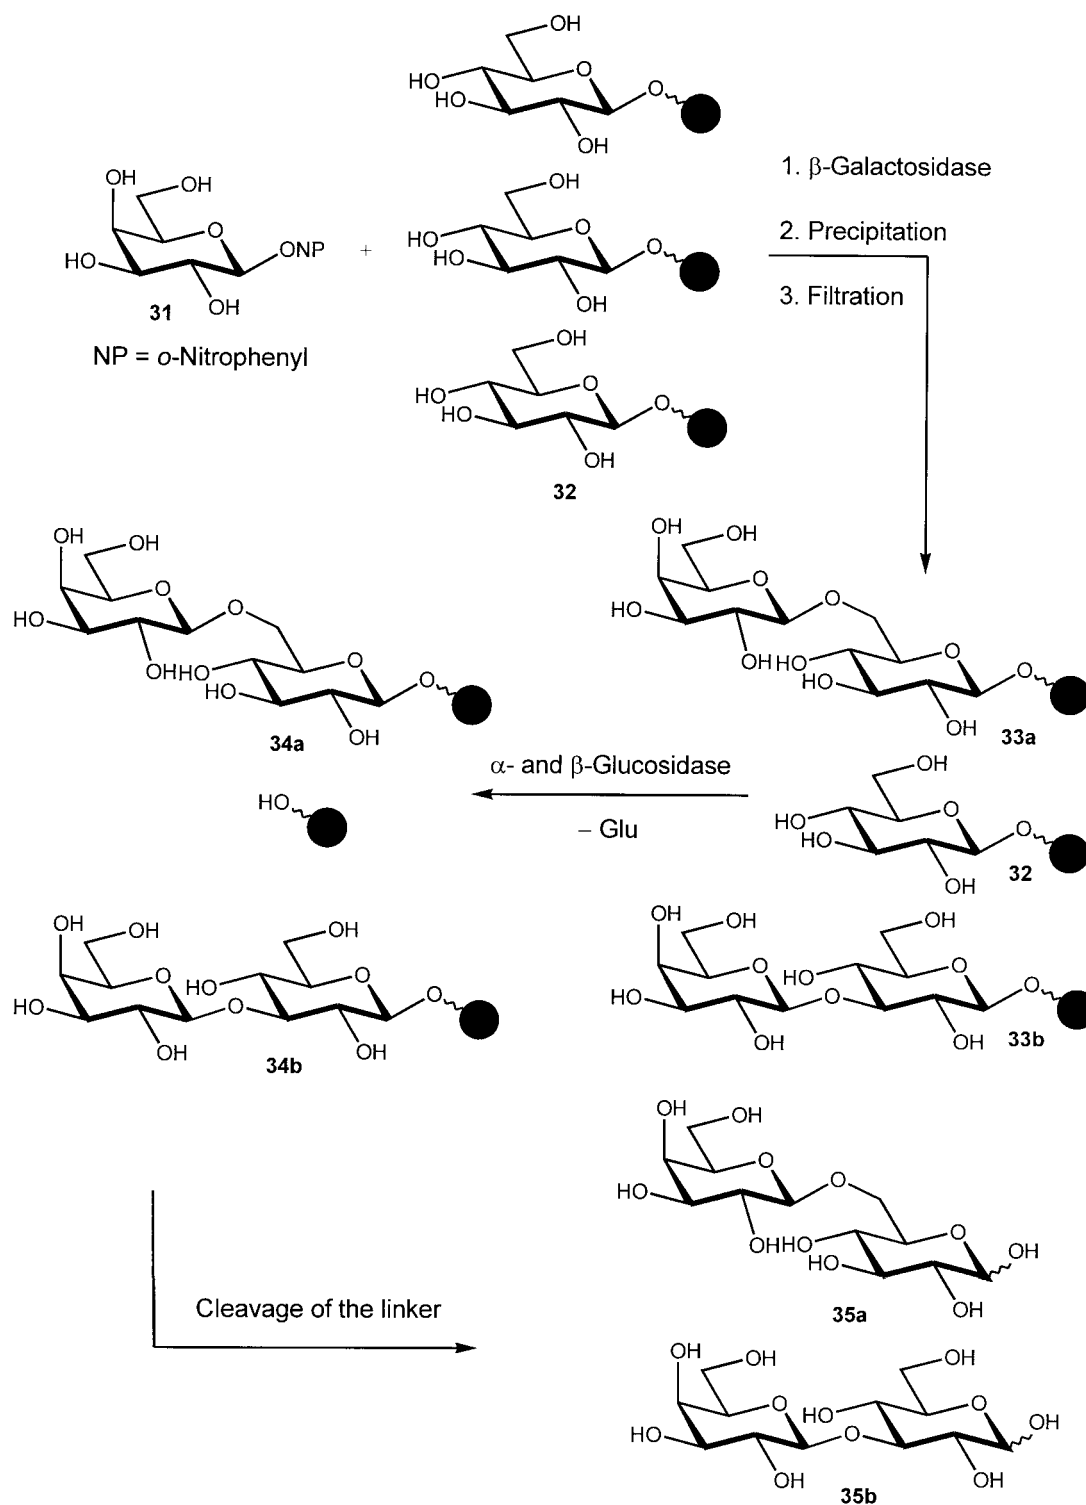 OH
O
HO
HO
O
OH
OH
OH
O
HO
ONP
OH
31
NP = o-Nitrophenyl
+
OH
O
HO
HO
O
OH
OH
O
HO
HO
O
OH
32
1. β-Galactosidase
2. Precipitation
3. Filtration
OH
OH
O
HO
O
OH
HO
O
HO
O
OH
34a
OH
OH
O
HO
O
OH
HO
O
HO
O
OH
33a
α- and β-Glucosidase
– Glu
HO
OH
O
HO
HO
O
OH
32
OH
OH
OH
O
HO
O
HO
O
O
OH
OH
34b
OH
OH
OH
O
HO
O
HO
O
O
OH
OH
33b
OH
OH
O
HO
O
OH
HO
O
HO
OH
OH
35a
Cleavage of the linker
OH
OH
OH
O
HO
O
HO
O
OH
OH
OH
35b